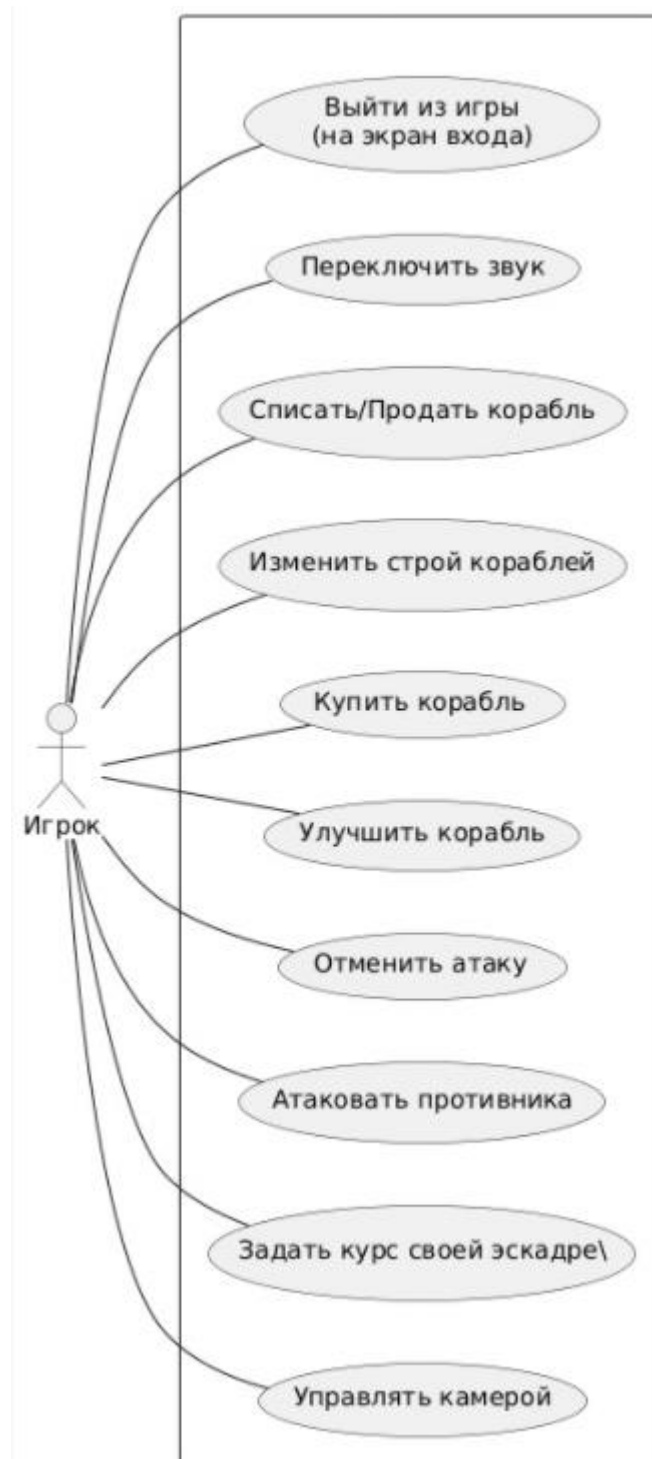 Выйти из игры
(на экран входа)
Переключить звук
Списать/Продать корабль
Изменить строй кораблей
Купить корабль
Улучшить корабль
Игрок
Отменить атаку
Атаковать противника
Задать курс своей эскадре\
Управлять камерой